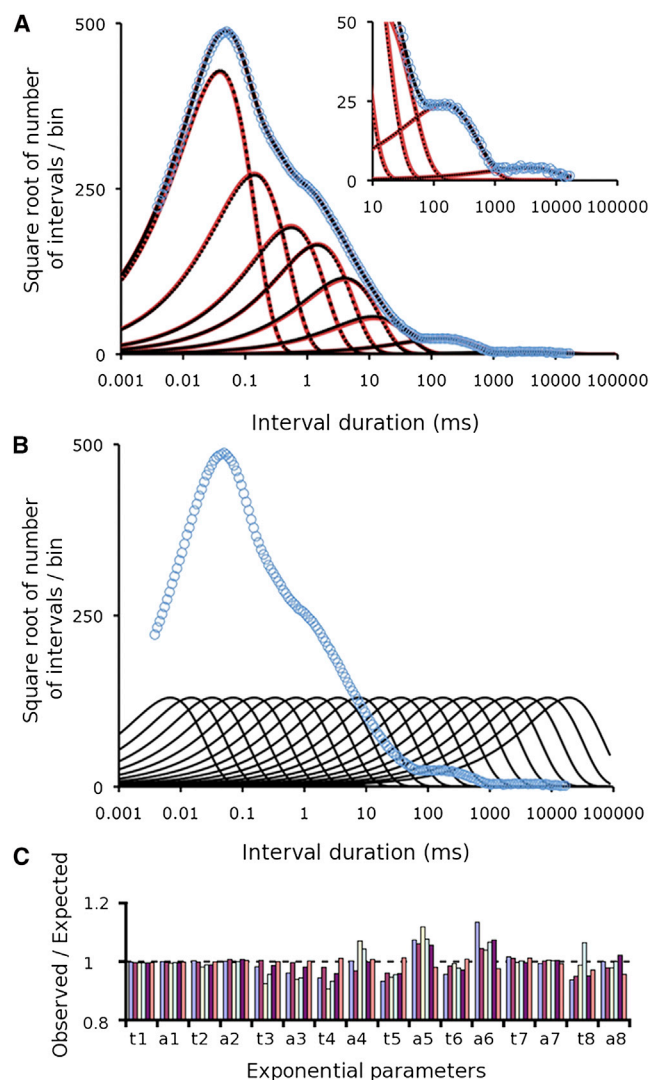 A
Square root of number
of intervals / bin
500
250
0
0.001 0.01 0.1 1 10 100 1000 10000 100000
Interval duration (ms)
50
25
0
10 100 1000 10000 100000
B
Square root of number
of intervals / bin
500
250
0
0.001 0.01 0.1 1 10 100 1000 10000 100000
Interval duration (ms)
C
Observed / Expected
1.2
1
0.8
t1 a1 t2 a2 t3 a3 t4 a4 t5 a5 t6 a6 t7 a7 t8 a8
Exponential parameters